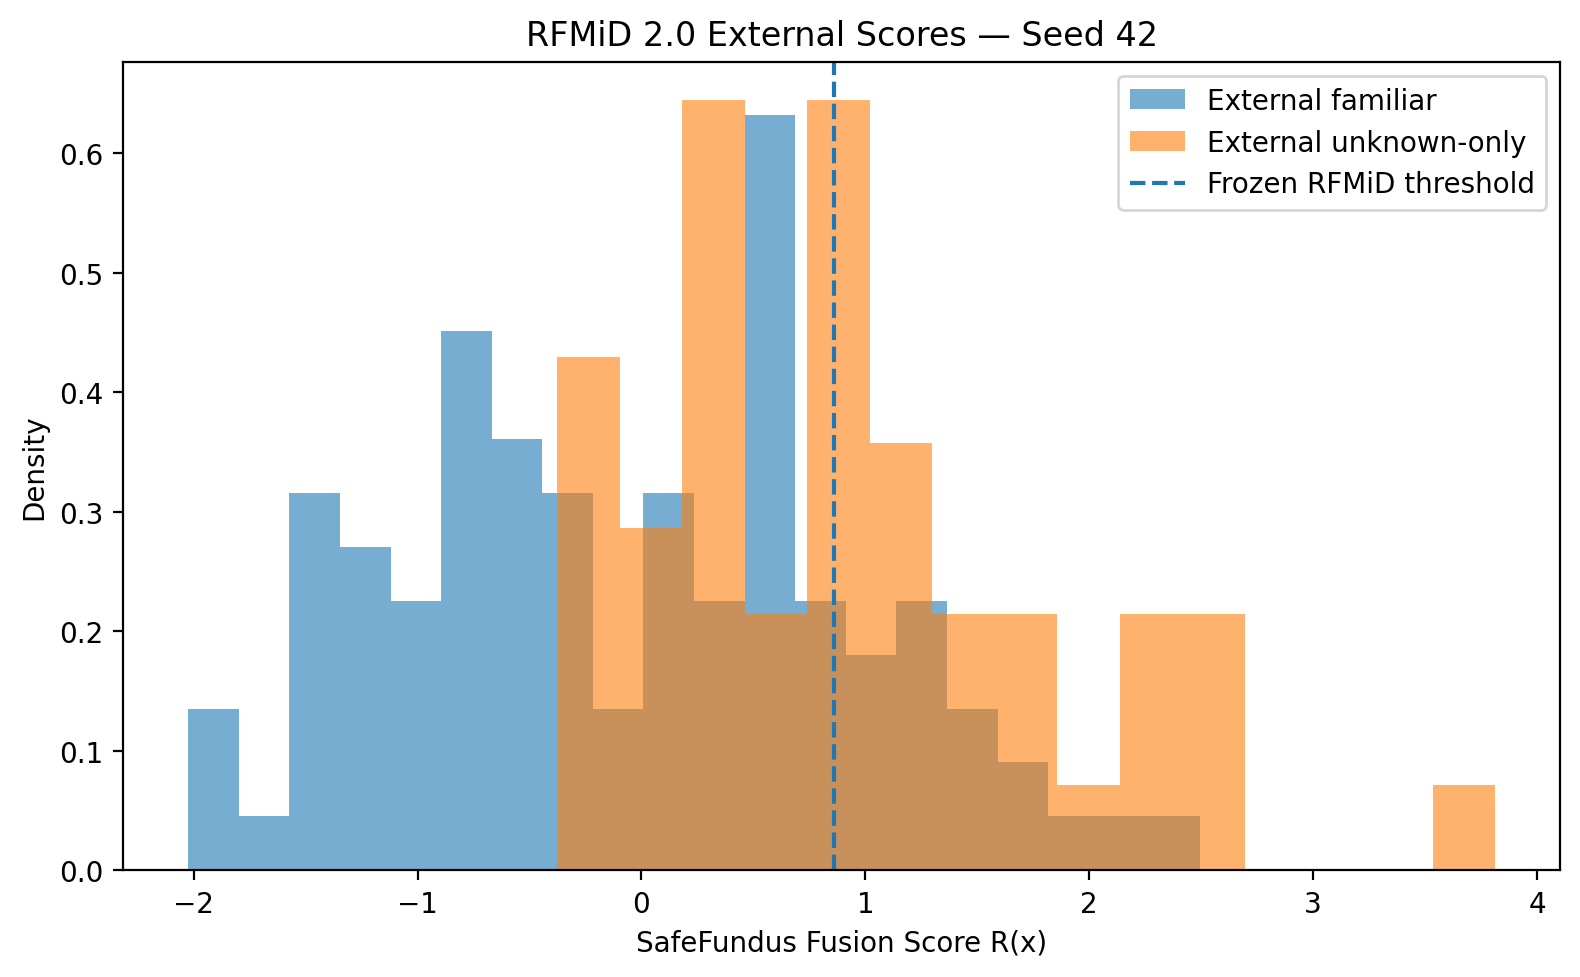 RFMiD 2.0 External Scores — Seed 42
External familiar
External unknown-only
Frozen RFMiD threshold
Density
0.6
0.5
0.4
0.3
0.2
0.1
0.0
−2 −1 0 1 2 3 4
SafeFundus Fusion Score R(x)